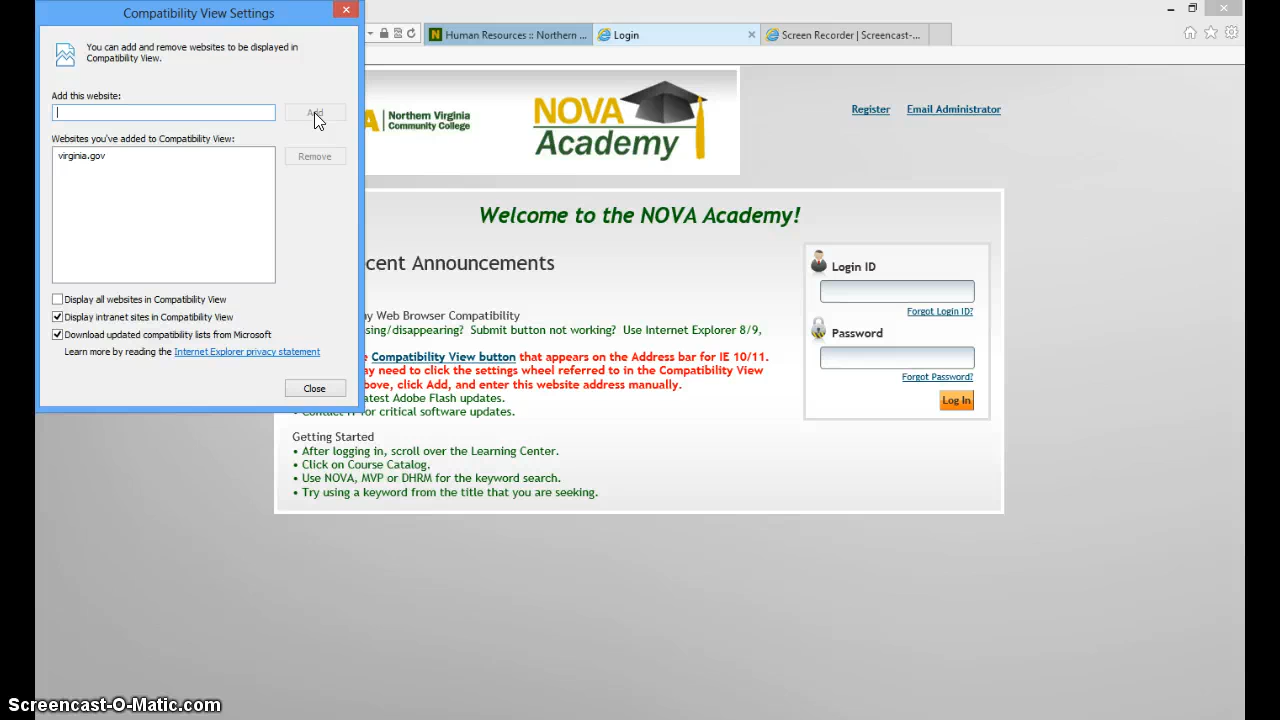 Compatibility View Settings
You can add and remove websites to be displayed in
Compatibility View.
Add this website:
Add
Websites you've added to Compatibility View:
virginia.gov
Remove
Display all websites in Compatibility View
Display intranet sites in Compatibility View
Download updated compatibility lists from Microsoft
Learn more by reading the Internet Explorer privacy statement
Close
Human Resources :: Northern ...
Login
Screen Recorder | Screencast-...
Northern Virginia
Community College
NOVA
Academy
Register
Email Administrator
Welcome to the NOVA Academy!
cent Announcements
Web Browser Compatibility
sing/disappearing? Submit button not working? Use Internet Explorer 8/9,
Compatibility View button that appears on the Address bar for IE 10/11.
need to click the settings wheel referred to in the Compatibility View
click Add, and enter this website address manually.
Adobe Flash updates.
for critical software updates.
Getting Started
• After logging in, scroll over the Learning Center.
• Click on Course Catalog.
• Use NOVA, MVP or DHRM for the keyword search.
• Try using a keyword from the title that you are seeking.
Login ID
Forgot Login ID?
Password
Forgot Password?
Log In
Screencast-O-Matic.com